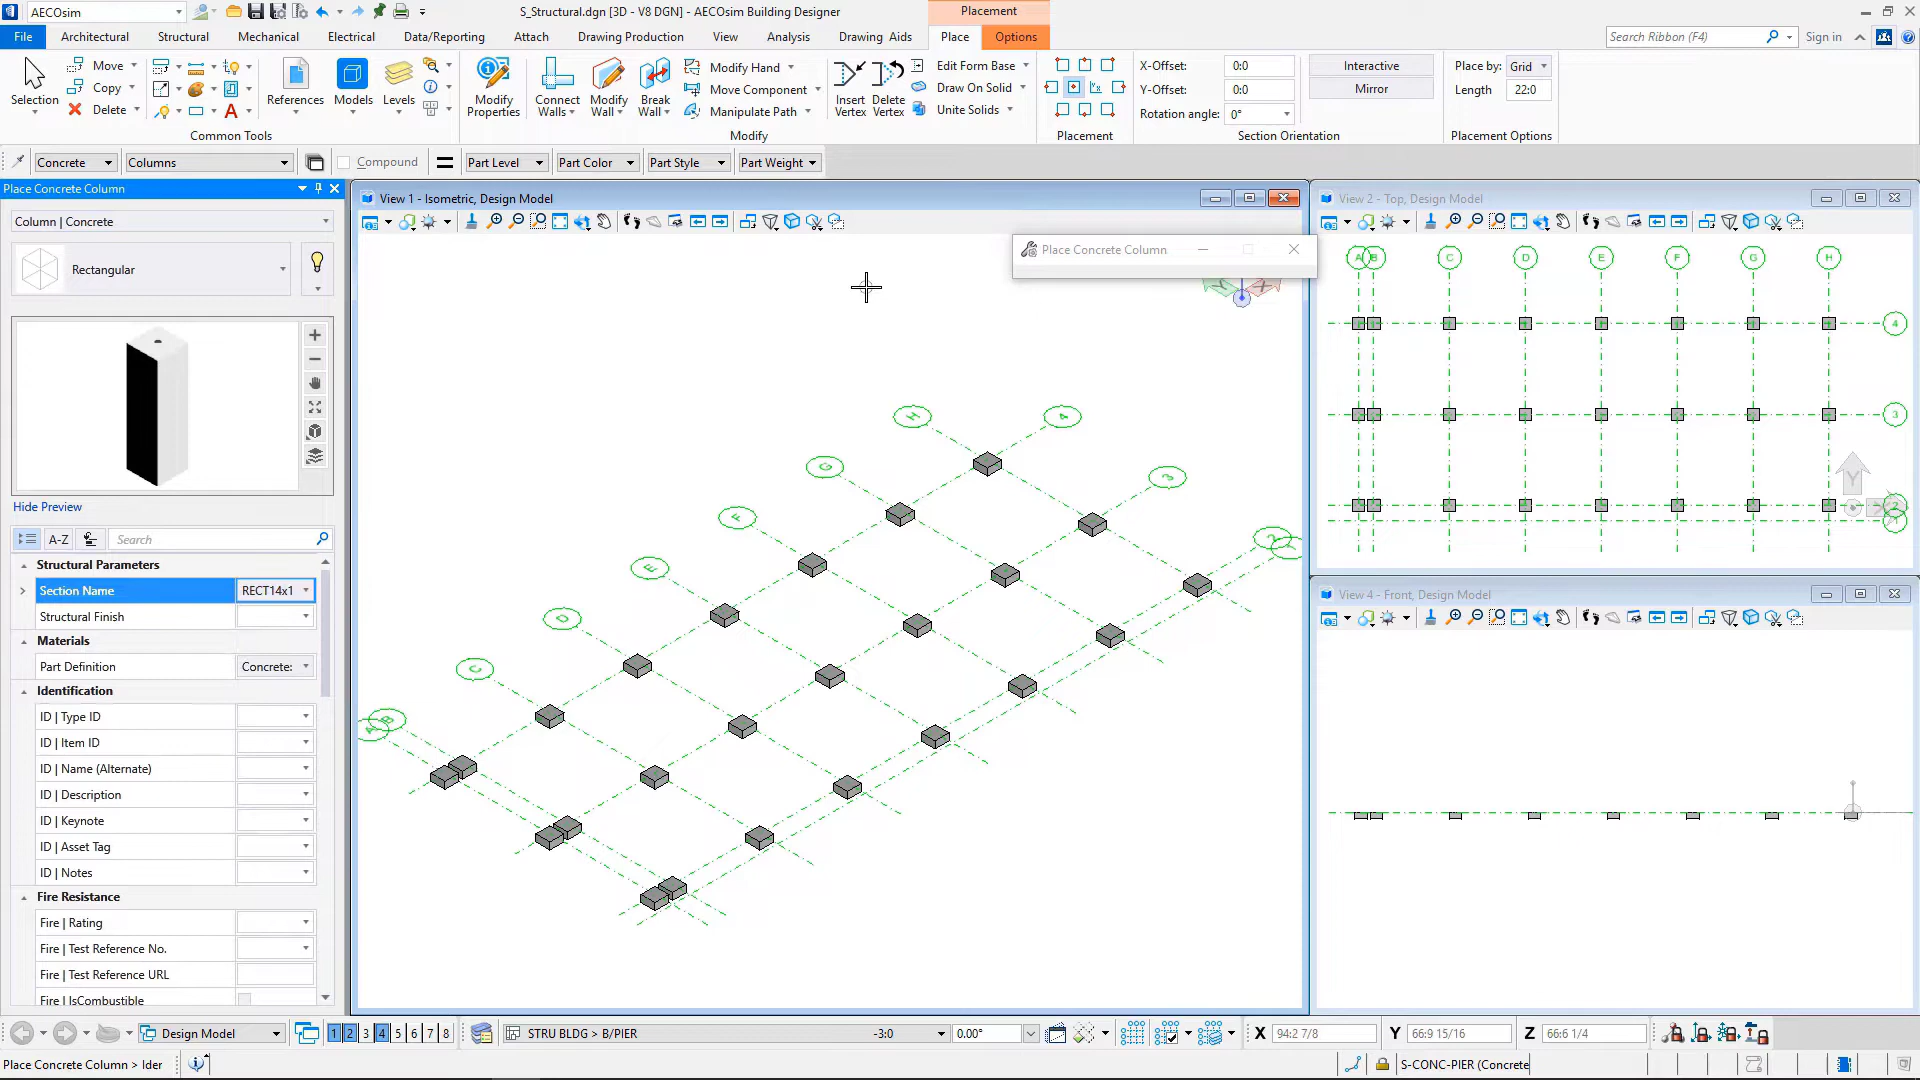 AECOsim
S_Structural.dgn [3D - V8 DGN] - AECOsim Building Designer
Placement
File
Architectural
Structural
Mechanical
Electrical
Data/Reporting
Attach
Drawing Production
View
Analysis
Drawing Aids
Place
Options
Search Ribbon (F4)
Sign in
Selection
Move
Copy
Delete
References
Models
Levels
Common Tools
Modify Properties
Connect Walls
Modify Wall
Break Wall
Modify Hand
Move Component
Manipulate Path
Insert Vertex
Delete Vertex
Edit Form Base
Draw On Solid
Unite Solids
Modify
Placement
X-Offset: 0:0
Y-Offset: 0:0
Rotation angle: 0°
Interactive
Mirror
Section Orientation
Place by: Grid
Length 22:0
Placement Options
Concrete
Columns
Compound
Part Level
Part Color
Part Style
Part Weight
Place Concrete Column
Column | Concrete
Rectangular
Hide Preview
A-Z
Search
Structural Parameters
Section Name RECT14x1
Structural Finish
Materials
Part Definition Concrete:
Identification
ID | Type ID
ID | Item ID
ID | Name (Alternate)
ID | Description
ID | Keynote
ID | Asset Tag
ID | Notes
Fire Resistance
Fire | Rating
Fire | Test Reference No.
Fire | Test Reference URL
Fire | IsCombustible
View 1 - Isometric, Design Model
Place Concrete Column
Y
X
H
4
G
3
F
2
E
D
C
B
A
View 2 - Top, Design Model
A
B
C
D
E
F
G
H
4
3
2
Y
View 4 - Front, Design Model
Design Model
1 2 3 4 5 6 7 8
STRU BLDG > B/PIER
-3:0
0.00°
X 94:2 7/8
Y 66:9 15/16
Z 66:6 1/4
Place Concrete Column > Ider
S-CONC-PIER (Concrete